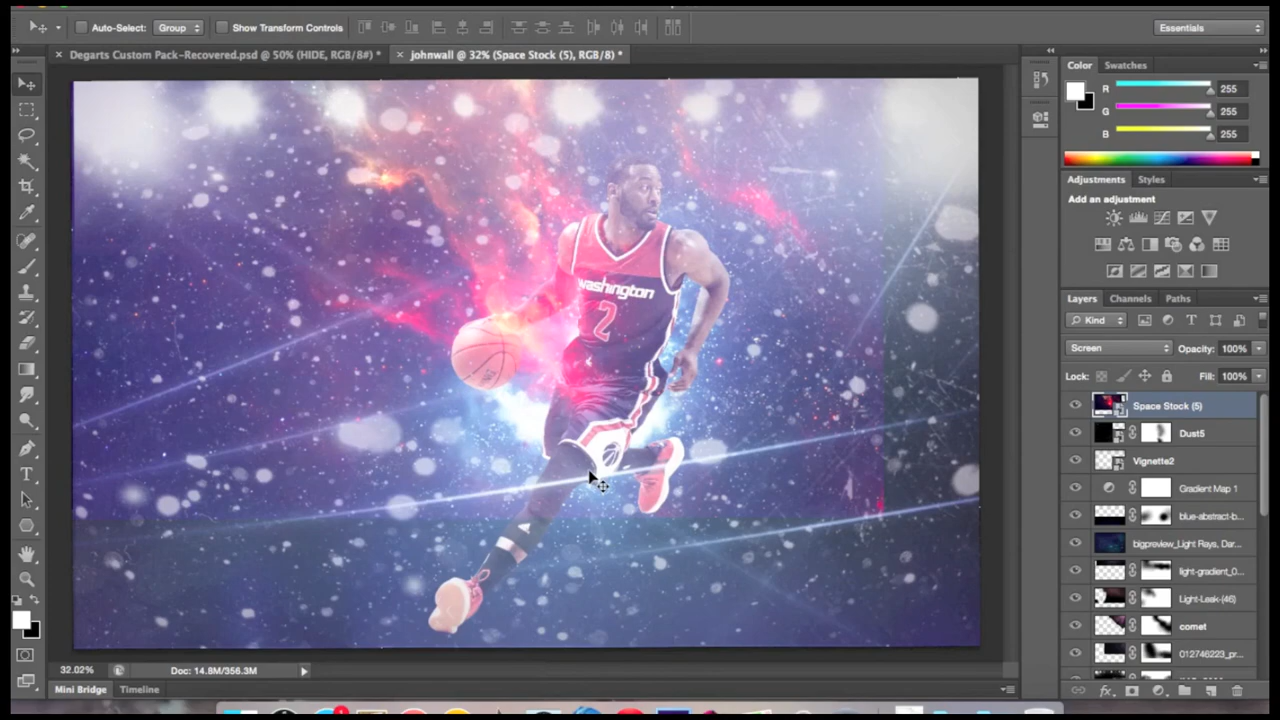 Auto-Select: Group Show Transform Controls Essentials
Degarts Custom Pack-Recovered.psd @ 50% (HIDE, RGB/8#) *
johnwall @ 32% (Space Stock (5), RGB/8) *
Color Swatches
R 255
G 255
B 255
Adjustments Styles
Add an adjustment
Layers Channels Paths
Kind
Screen Opacity: 100%
Lock: Fill: 100%
Space Stock (5)
Dust5
Vignette2
Gradient Map 1
blue-abstract-b...
bigpreview_Light Rays, Dar...
light-gradient_0...
Light-Leak-(46)
comet
012746223_pr...
washington
2
32.02% Doc: 14.8M/356.3M
Mini Bridge Timeline